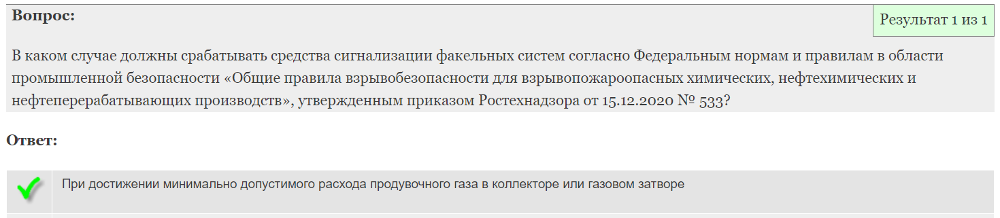 Вопрос:
Результат 1 из 1
В каком случае должны срабатывать средства сигнализации факельных систем согласно Федеральным нормам и правилам в области
промышленной безопасности «Общие правила взрывобезопасности для взрывопожароопасных химических, нефтехимических и
нефтеперерабатывающих производств», утвержденным приказом Ростехнадзора от 15.12.2020 № 533?
Ответ:
При достижении минимально допустимого расхода продувочного газа в коллекторе или газовом затворе